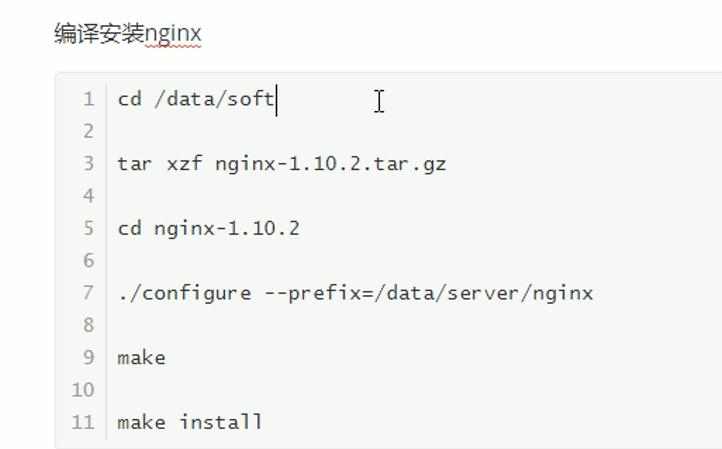 编译安装nginx
1 cd /data/soft
2
3 tar xzf nginx-1.10.2.tar.gz
4
5 cd nginx-1.10.2
6
7 ./configure --prefix=/data/server/nginx
8
9 make
10
11 make install